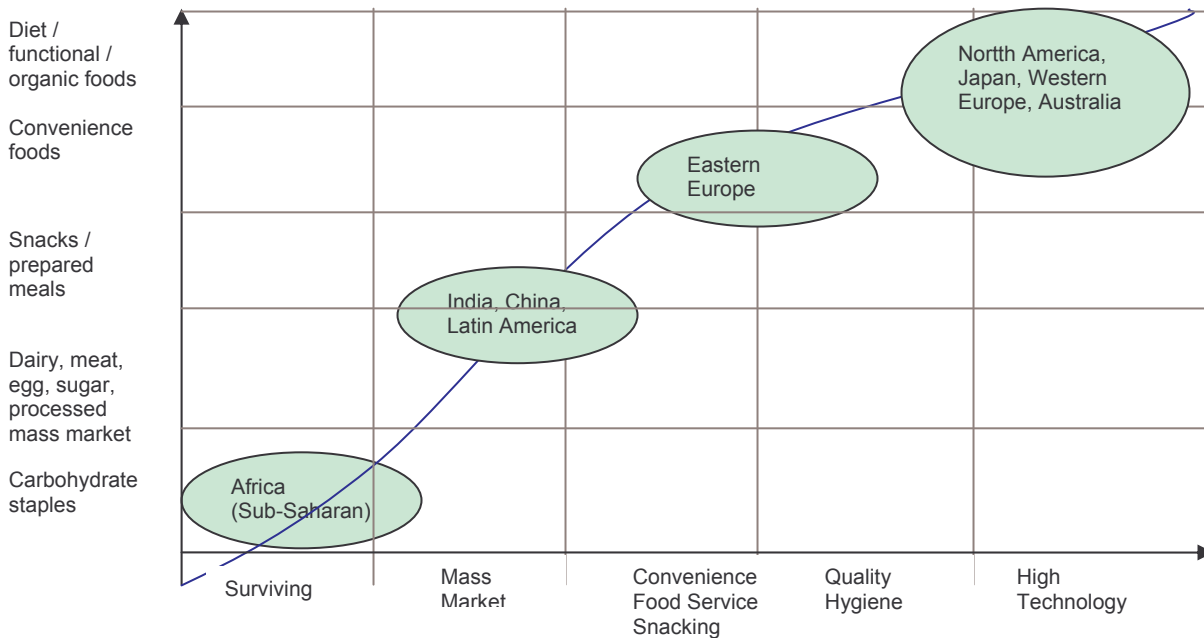 Diet /
functional /
organic foods
Nortth America,
Japan, Western
Europe, Australia
Convenience
foods
Eastern
Europe
Snacks /
prepared
meals
India, China,
Latin America
Dairy, meat,
egg, sugar,
processed
mass market
Carbohydrate
staples
Africa
(Sub-Saharan)
Surviving
Mass
Market
Convenience
Food Service
Snacking
Quality
Hygiene
High
Technology